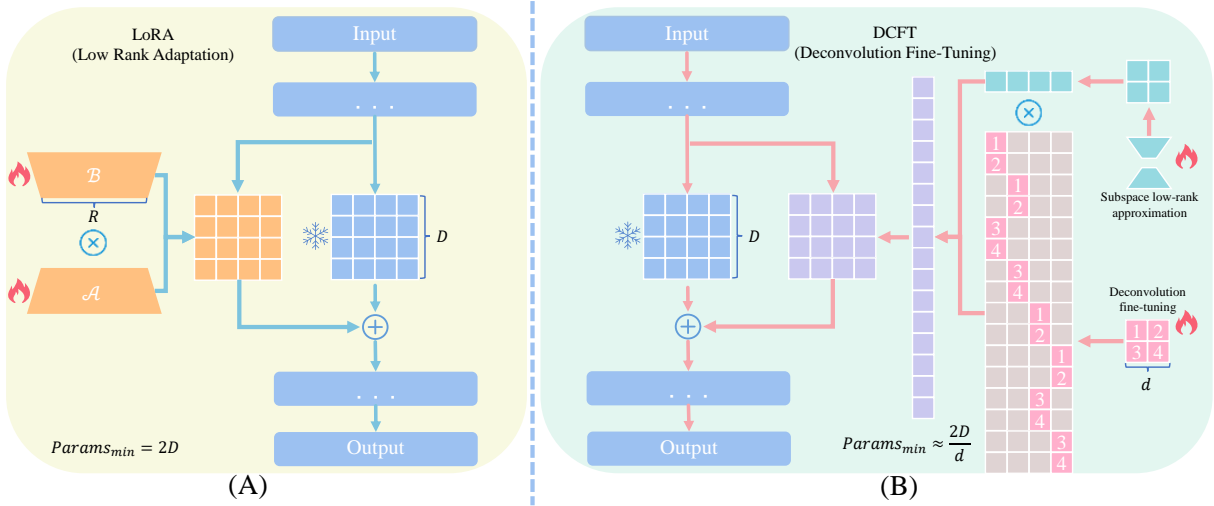 LoRA
(Low Rank Adaptation)
Input
. . .
ℬ
R
𝒜
D
. . .
Output
Params_min = 2D
(A)
DCFT
(Deconvolution Fine-Tuning)
Input
. . .
D
. . .
Output
Params_min ≈ 2D/d
1
2
1
2
3
4
3
4
1
2
1
2
3
4
3
4
Subspace low-rank
approximation
Deconvolution
fine-tuning
1 2
3 4
d
(B)